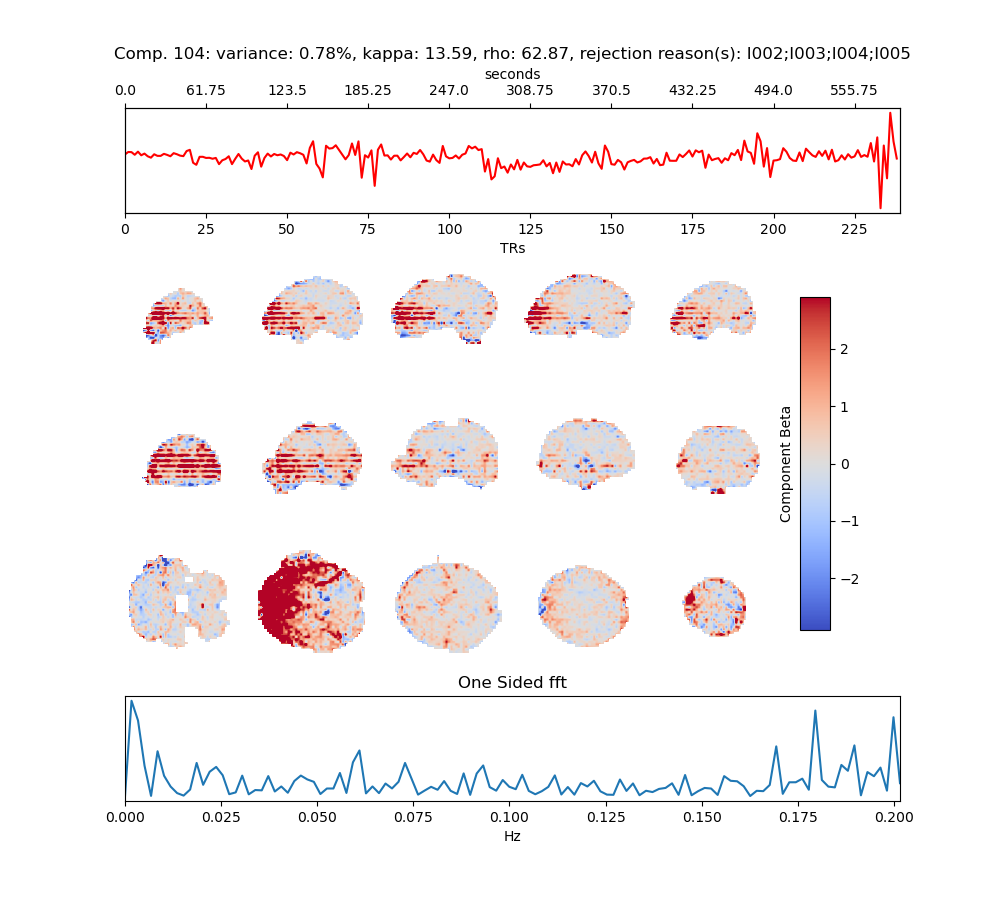 Comp. 104: variance: 0.78%, kappa: 13.59, rho: 62.87, rejection reason(s): I002;I003;I004;I005
seconds
0.0 61.75 123.5 185.25 247.0 308.75 370.5 432.25 494.0 555.75
0 25 50 75 100 125 150 175 200 225
TRs
2
1
0
−1
−2
Component Beta
One Sided fft
0.000 0.025 0.050 0.075 0.100 0.125 0.150 0.175 0.200
Hz